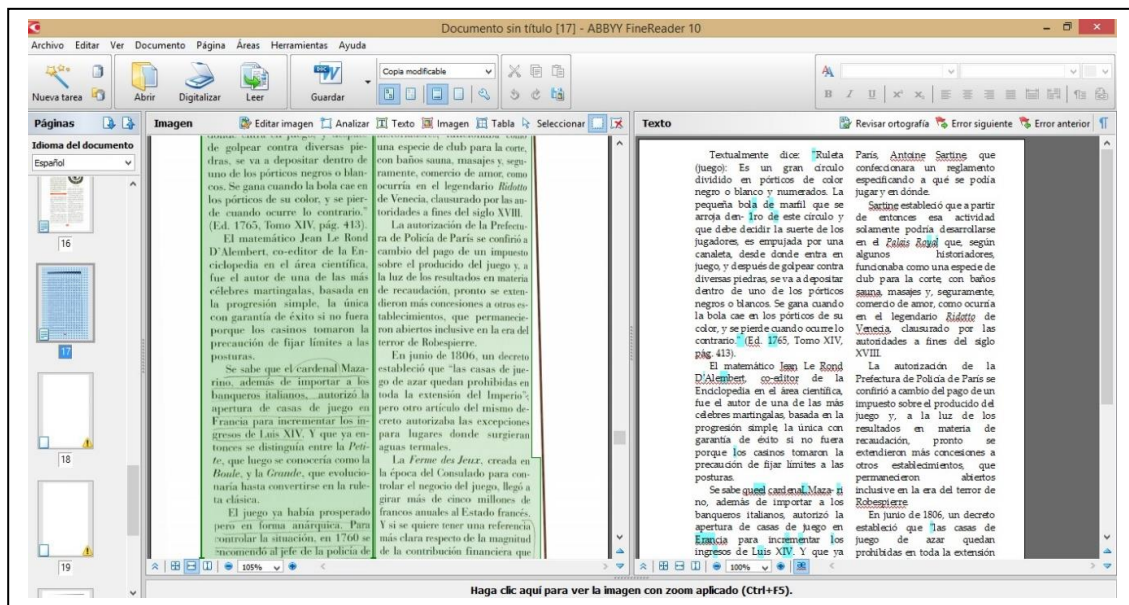 Documento sin título [17] - ABBYY FineReader 10
Archivo Editar Ver Documento Página Áreas Herramientas Ayuda
Nueva tarea
Abrir
Digitalizar
Leer
Guardar
Copia modificable
Páginas
Idioma del documento
Español
16
17
18
19
Imagen
Editar imagen Analizar Texto Imagen Tabla Seleccionar
de golpear contra diversas pie-
dras, se va a depositar dentro de
uno de los pórticos negros o blan-
cos. Se gana cuando la bola cae en
los pórticos de su color, y se pier-
de cuando ocurre lo contrario."
(Ed. 1765, Tomo XIV, pág. 413).
El matemático Jean Le Rond
D'Alembert, co-editor de la En-
ciclopedia en el área científica,
fue el autor de una de las más
célebres martingalas, basada en
la progresión simple, la única
con garantía de éxito si no fuera
porque los casinos tomaron la
precaución de fijar límites a las
posturas.
Se sabe que el cardenal Maza-
rino, además de importar a los
banqueros italianos, autorizó la
apertura de casas de juego en
Francia para incrementar los in-
gresos de Luis XIV. Y que ya en-
tonces se distinguía entre la Peti-
te, que luego se conocería como la
Boule, y la Grande, que evolucio-
naría hasta convertirse en la rule-
ta clásica.
El juego ya había prosperado
pero en forma anárquica. Para
controlar la situación, en 1760 se
encomendó al jefe de la policía de
una especie de club para la corte,
con baños sauna, masajes y, segu-
ramente, comercio de amor, como
ocurría en el legendario Ridotto
de Venecia, clausurado por las au-
toridades a fines del siglo XVIII.
La autorización de la Prefectu-
ra de Policía de París se confirió a
cambio del pago de un impuesto
sobre el producido del juego y, a
la luz de los resultados en materia
de recaudación, pronto se exten-
dieron más concesiones a otros es-
tablecimientos, que permanecie-
ron abiertos inclusive en la era del
terror de Robespierre.
En junio de 1806, un decreto
estableció que "las casas de jue-
go de azar quedan prohibidas en
toda la extensión del Imperio";
pero otro artículo del mismo de-
creto autorizaba las excepciones
para lugares donde surgieran
aguas termales.
La Ferme des Jeux, creada en
la época del Consulado para con-
trolar el negocio del juego, llegó a
girar más de cinco millones de
francos anuales al Estado francés.
Y si se quiere tener una referencia
más clara respecto de la magnitud
de la contribución financiera que
105%
Texto
Revisar ortografía Error siguiente Error anterior
Textualmente dice: "Ruleta
(juego): Es un gran círculo
dividido en pórticos de color
negro o blanco y numerados. La
pequeña bola de marfil que se
arroja den- 1ro de este círculo y
que debe decidir la suerte de los
jugadores, es empujada por una
canaleta, desde donde entra en
juego, y después de golpear contra
diversas piedras, se va a depositar
dentro de uno de los pórticos
negros o blancos. Se gana cuando
la bola cae en los pórticos de su
color, y se pierde cuando ocurre lo
contrario." (Ed. 1765, Tomo XIV,
pág. 413).
El matemático Jean Le Rond
D'Alembert, co-editor de la
Enciclopedia en el área científica,
fue el autor de una de las más
célebres martingalas, basada en la
progresión simple, la única con
garantía de éxito si no fuera
porque los casinos tomaron la
precaución de fijar límites a las
posturas.
Se sabe queel cardenaLMaza- ri
no, además de importar a los
banqueros italianos, autorizó la
apertura de casas de juego en
Erancia para incrementar los
ingresos de Luis XIV. Y que ya
París, Antoine Sartine, que
confeccionara un reglamento
especificando a qué se podía
jugar y en dónde.
Sartine estableció que a partir
de entonces esa actividad
solamente podría desarrollarse
en el Palais Royal que, según
algunos historiadores,
funcionaba como una especie de
club para la corte, con baños
sauna, masajes y, seguramente,
comercio de amor, como ocurría
en el legendario Ridotto de
Venecia, clausurado por las
autoridades a fines del siglo
XVIII.
La autorización de la
Prefectura de Policía de París se
confirió a cambio del pago de un
impuesto sobre el producido del
juego y, a la luz de los
resultados en materia de
recaudación, pronto se
extendieron más concesiones a
otros establecimientos, que
permanecieron abiertos
inclusive en la era del terror de
Robespierre.
En junio de 1806, un decreto
estableció que "las casas de
juego de azar quedan
prohibidas en toda la extensión
100%
Haga clic aquí para ver la imagen con zoom aplicado (Ctrl+F5).